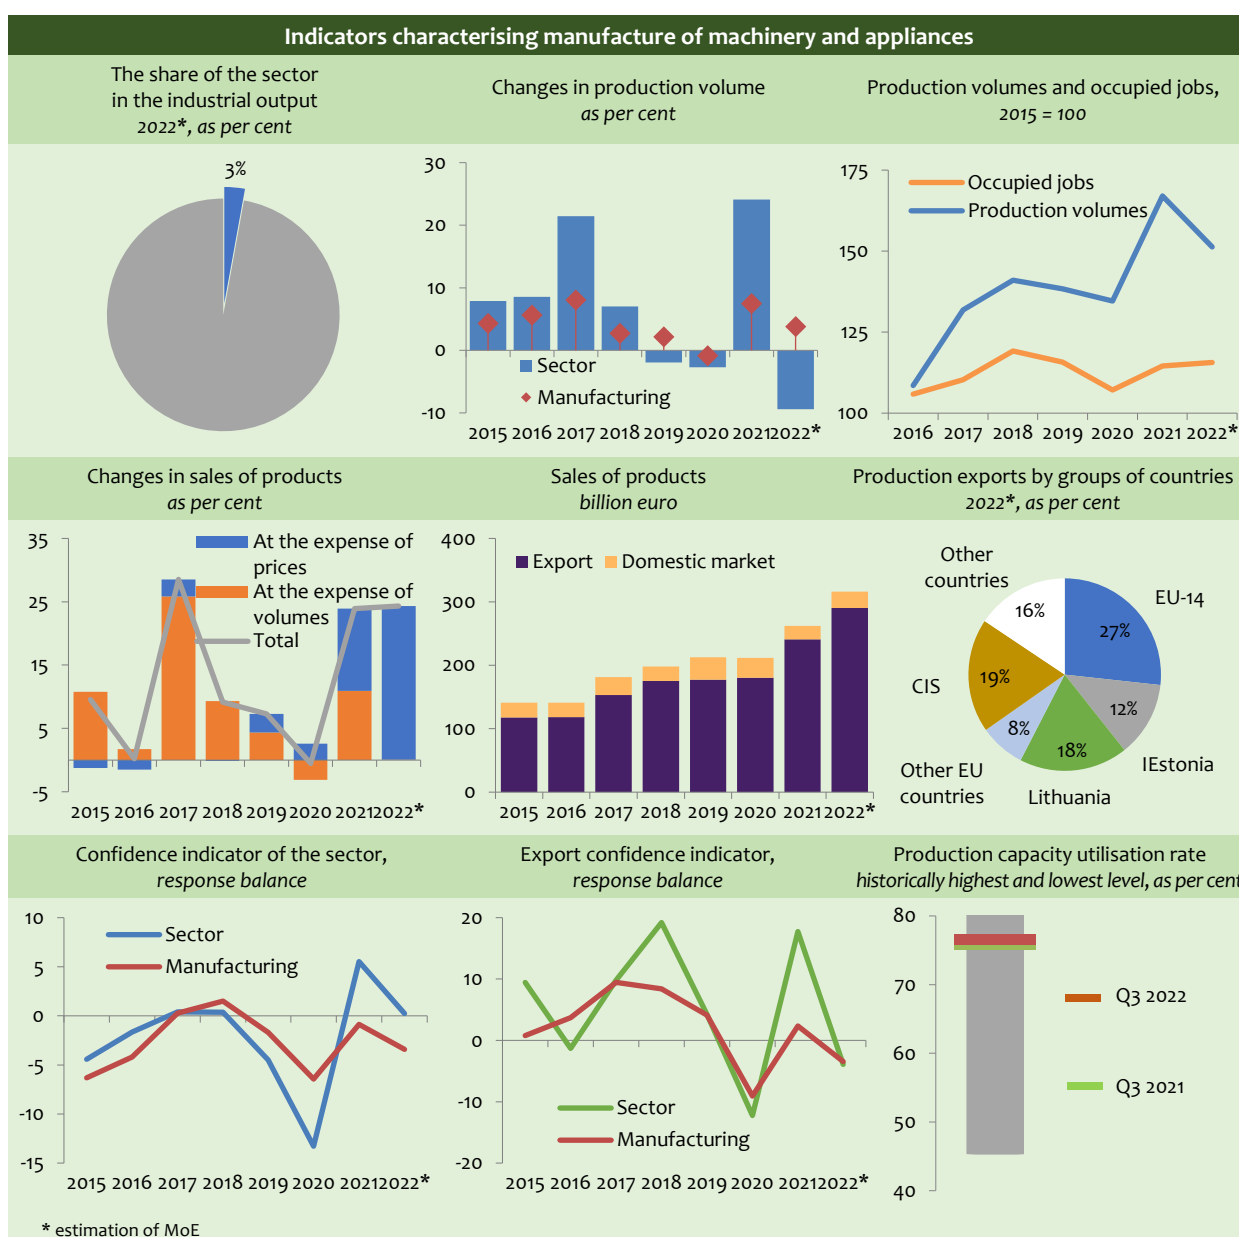 Indicators characterising manufacture of machinery and appliances
The share of the sector
in the industrial output
2022*, as per cent
3%
Changes in production volume
as per cent
30
20
10
0
-10
Sector
Manufacturing
2015 2016 2017 2018 2019 2020 2021 2022*
Production volumes and occupied jobs,
2015 = 100
175
150
125
100
Occupied jobs
Production volumes
2016 2017 2018 2019 2020 2021 2022*
Changes in sales of products
as per cent
35
25
15
5
-5
At the expense of
prices
At the expense of
volumes
Total
2015 2016 2017 2018 2019 2020 2021 2022*
Sales of products
billion euro
400
300
200
100
0
Export
Domestic market
2015 2016 2017 2018 2019 2020 2021 2022*
Production exports by groups of countries
2022*, as per cent
Other
countries
16%
EU-14
27%
CIS
19%
12%
8%
18%
IEstonia
Other EU
countries
Lithuania
Confidence indicator of the sector,
response balance
10
5
0
-5
-10
-15
Sector
Manufacturing
2015 2016 2017 2018 2019 2020 2021 2022*
Export confidence indicator,
response balance
20
10
0
-10
-20
Sector
Manufacturing
2015 2016 2017 2018 2019 2020 2021 2022*
Production capacity utilisation rate
historically highest and lowest level, as per cent
80
70
60
50
40
Q3 2022
Q3 2021
* estimation of MoE